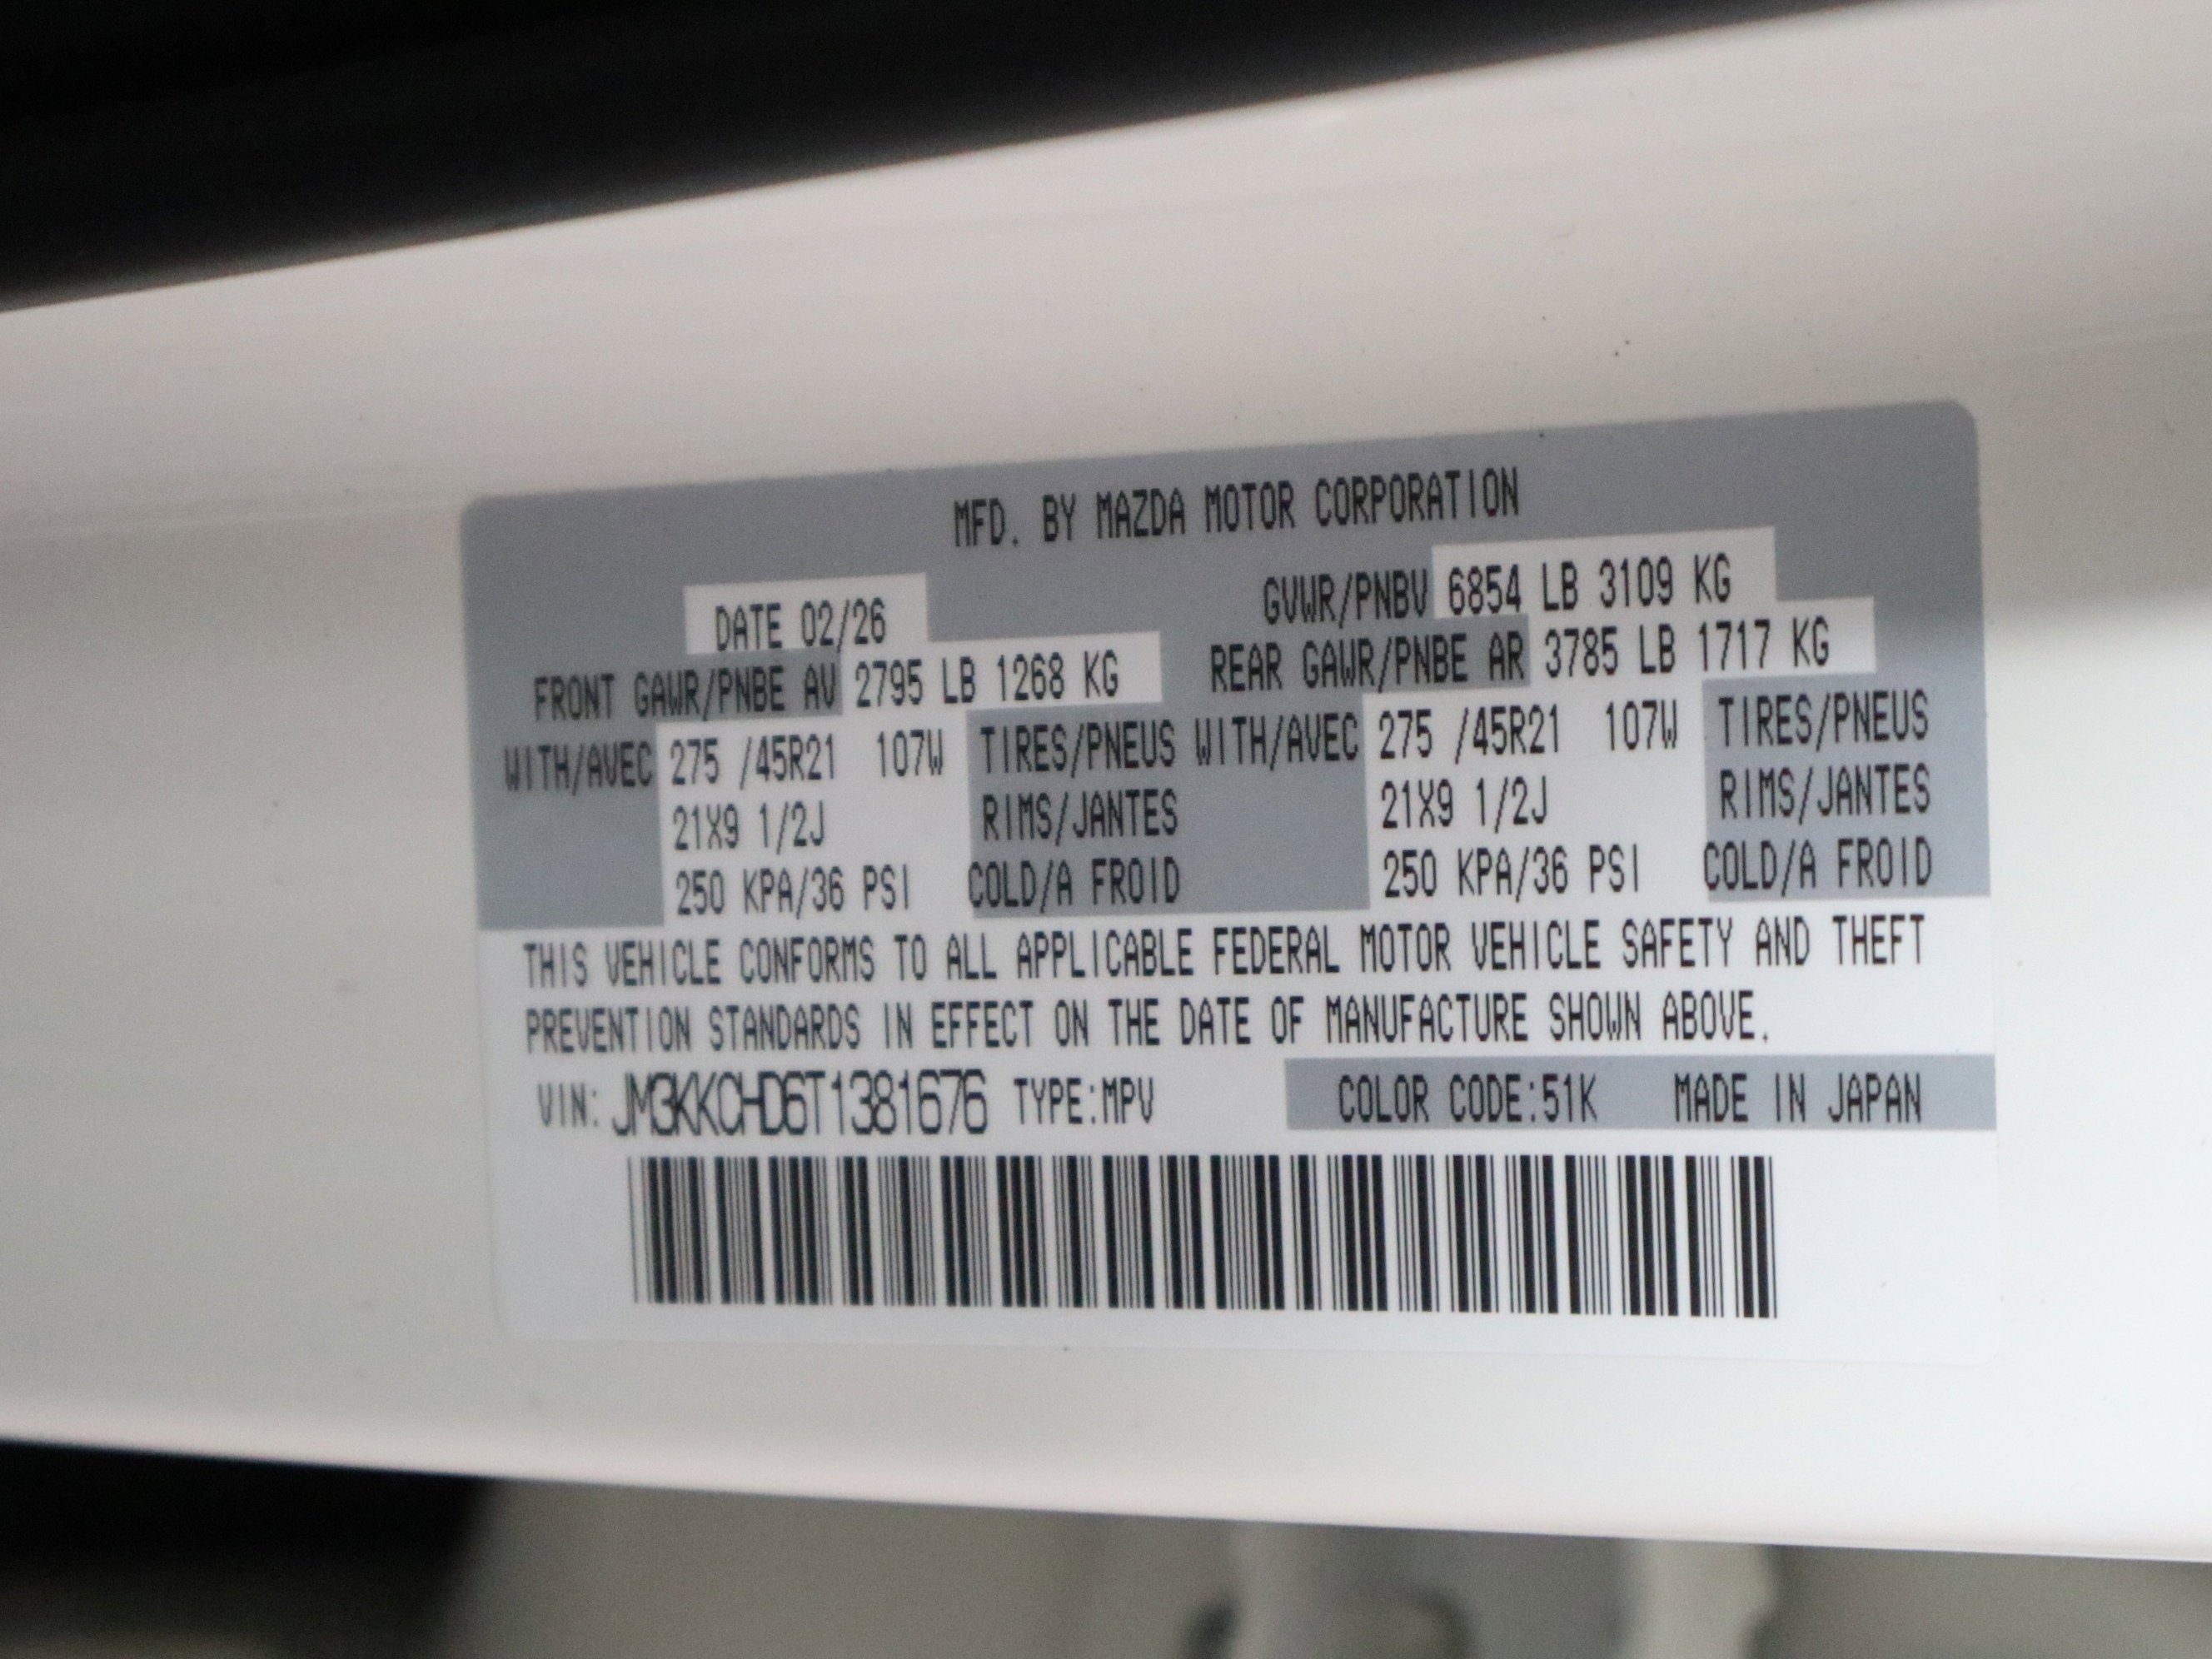 MFD. BY MAZDA MOTOR CORPORATION
DATE 02/26 GVWR/PNBV 6854 LB 3109 KG
FRONT GAWR/PNBE AV 2795 LB 1268 KG REAR GAWR/PNBE AR 3785 LB 1717 KG
WITH/AVEC 275 /45R21 107W TIRES/PNEUS WITH/AVEC 275 /45R21 107W TIRES/PNEUS
21X9 1/2J RIMS/JANTES 21X9 1/2J RIMS/JANTES
250 KPA/36 PSI COLD/A FROID 250 KPA/36 PSI COLD/A FROID
THIS VEHICLE CONFORMS TO ALL APPLICABLE FEDERAL MOTOR VEHICLE SAFETY AND THEFT
PREVENTION STANDARDS IN EFFECT ON THE DATE OF MANUFACTURE SHOWN ABOVE.
VIN: JM3KKCHD6T1381676 TYPE:MPV COLOR CODE:51K MADE IN JAPAN